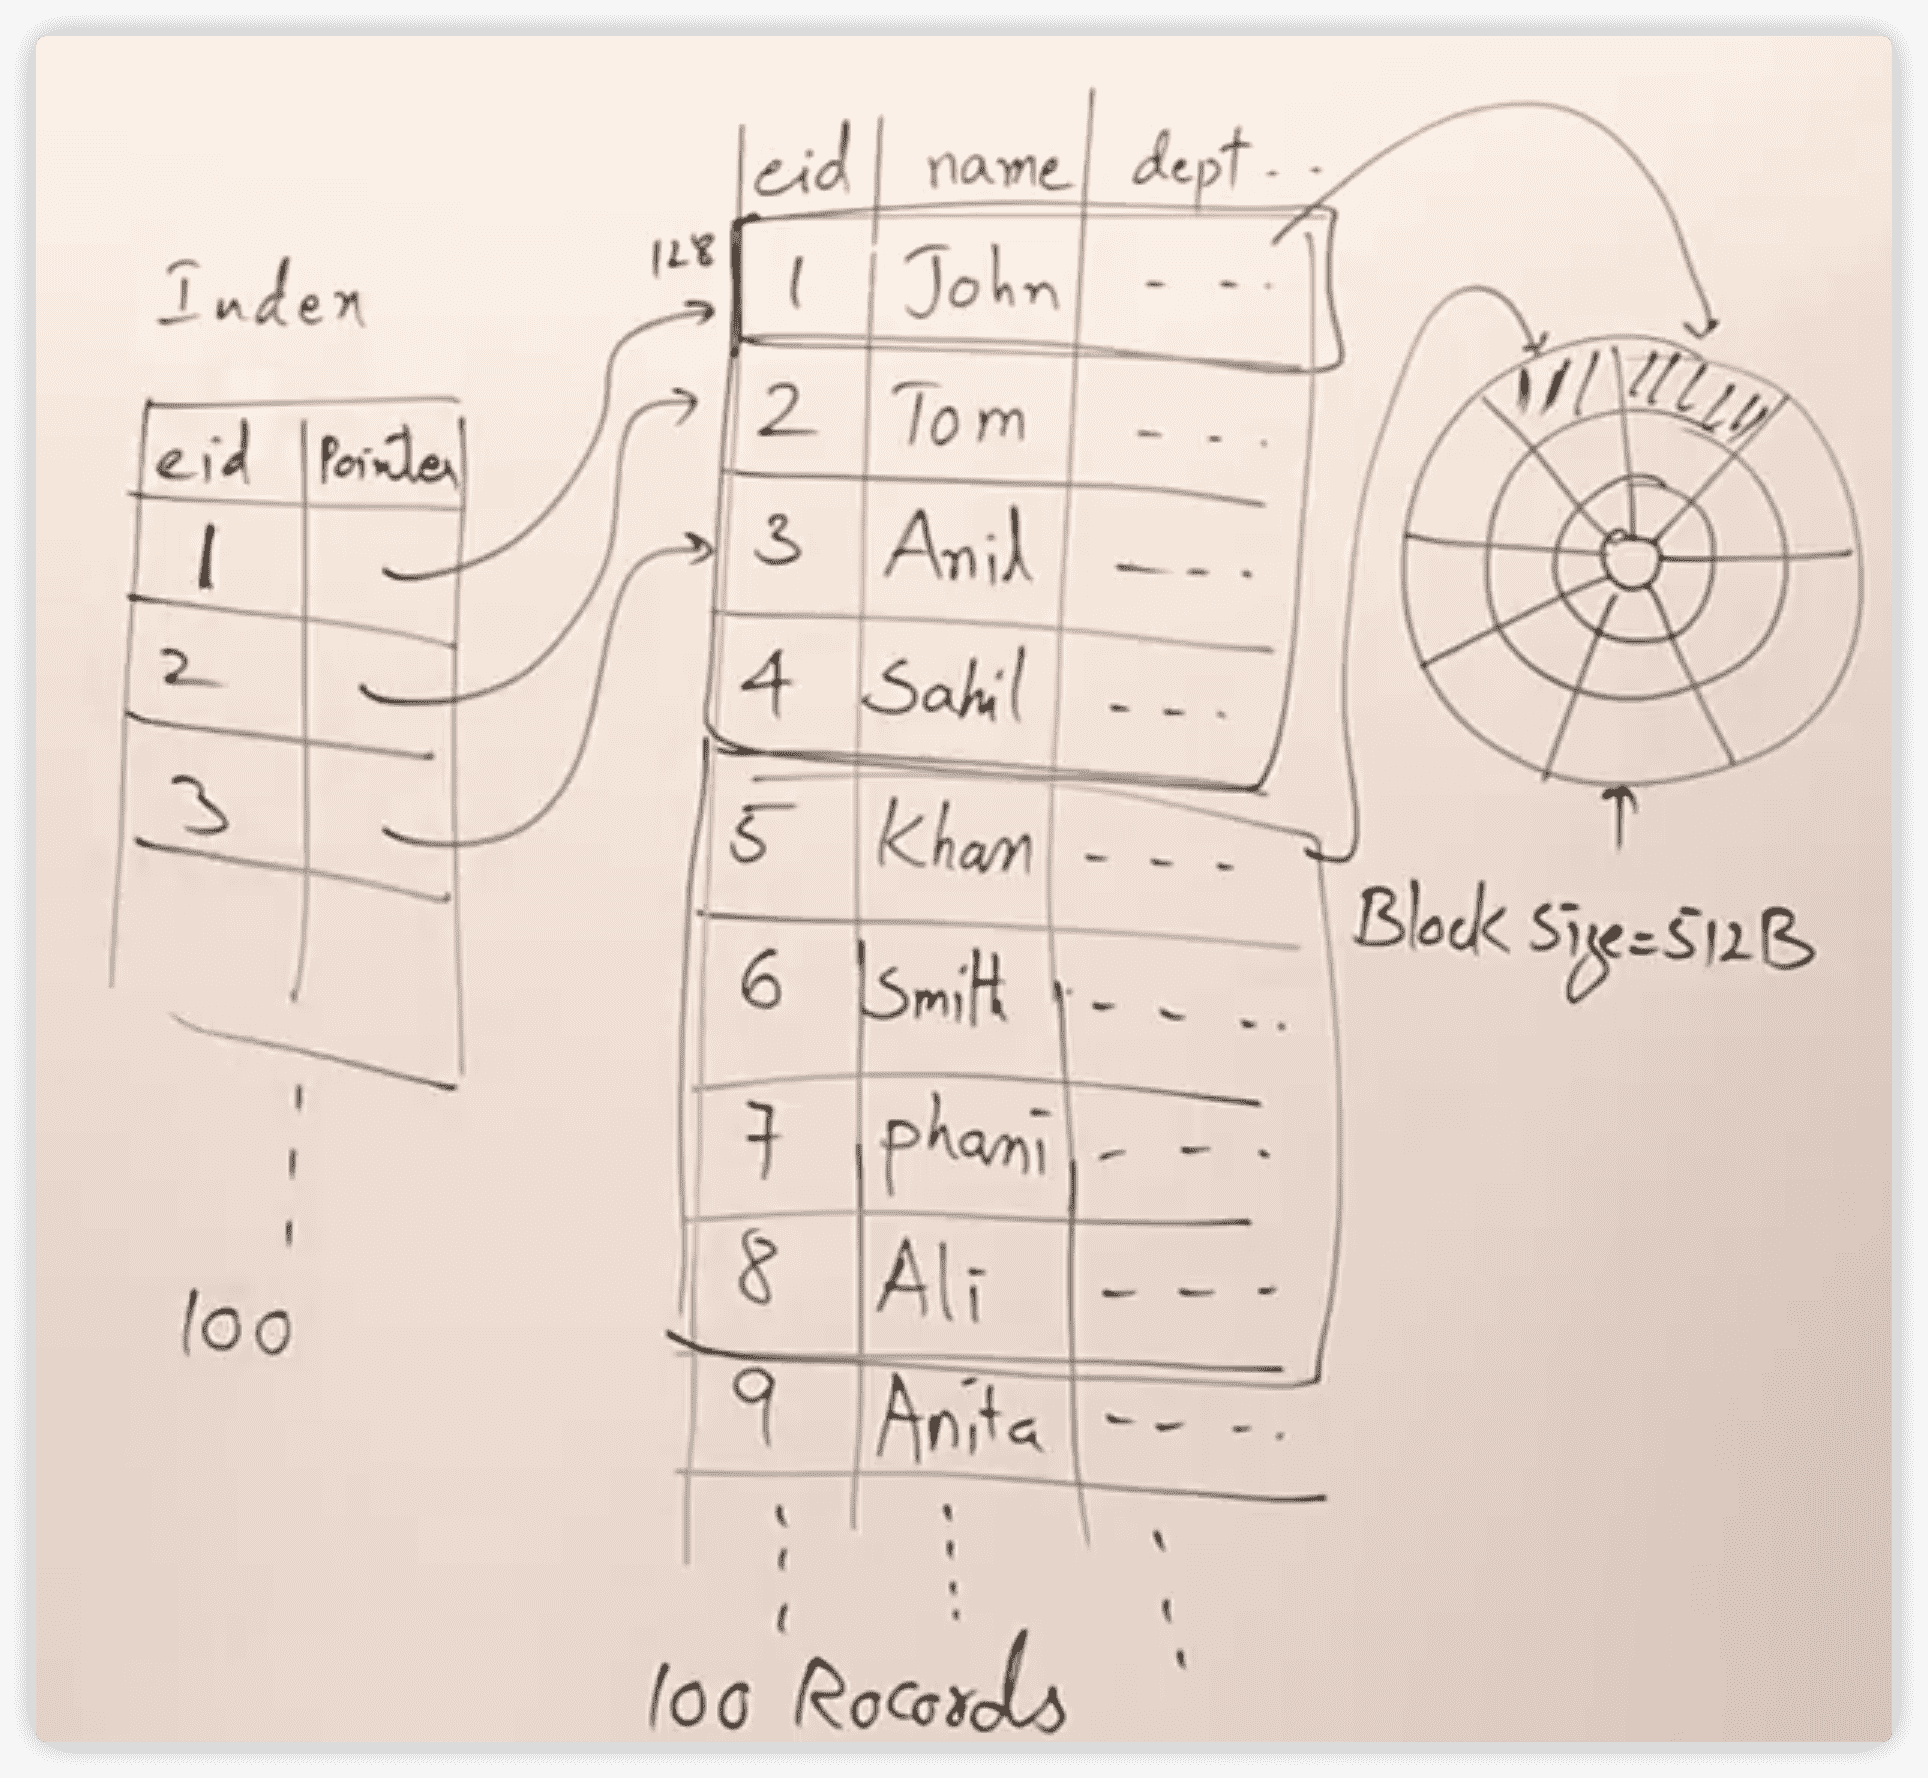 eid name dept . .
128
1 John - - .
Index
2 Tom - - .
eid Pointer
3 Anil - - .
1
4 Sahil - - .
2
5 Khan - - -
3
Block Size=512B
6 Smith - - - .
7 phani - - .
8 Ali - - -
100
9 Anita - - - .
100 Rocords